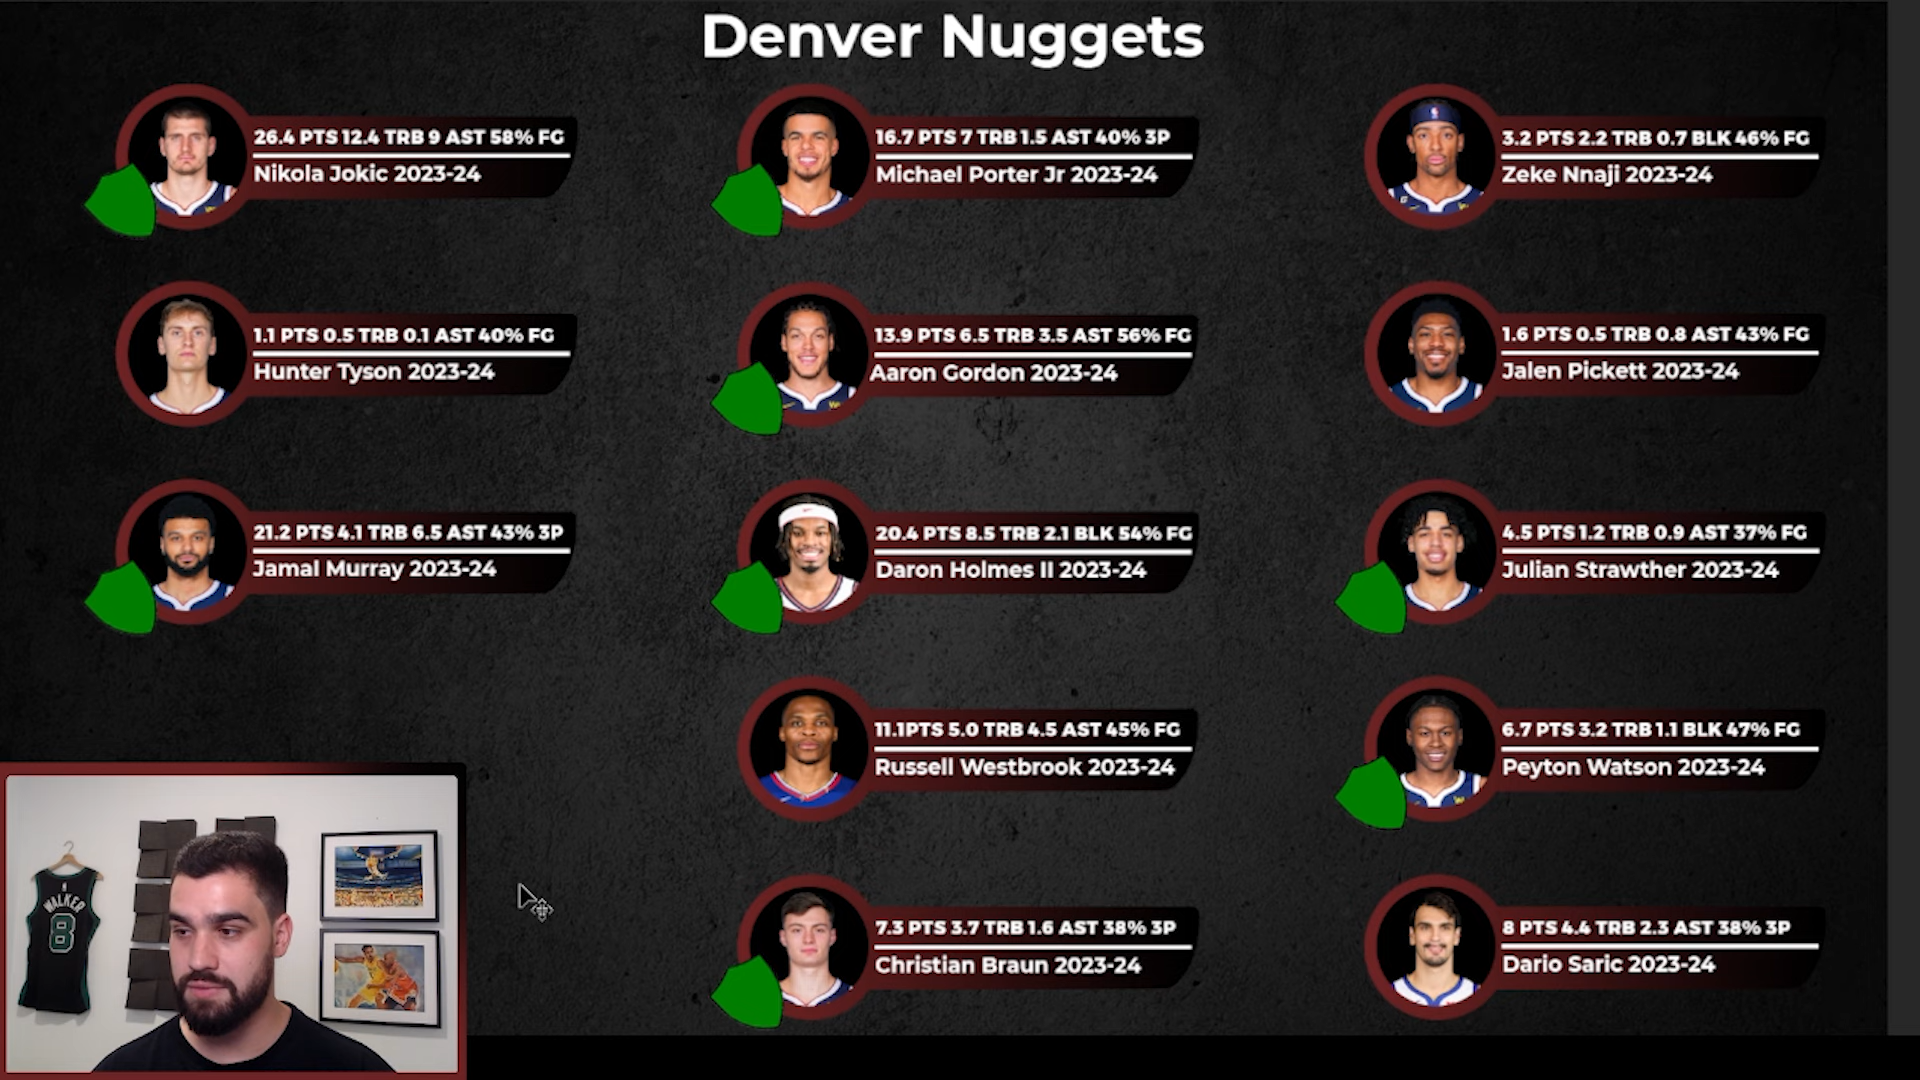 Denver Nuggets
26.4 PTS 12.4 TRB 9 AST 58% FG
Nikola Jokic 2023-24
1.1 PTS 0.5 TRB 0.1 AST 40% FG
Hunter Tyson 2023-24
21.2 PTS 4.1 TRB 6.5 AST 43% 3P
Jamal Murray 2023-24
16.7 PTS 7 TRB 1.5 AST 40% 3P
Michael Porter Jr 2023-24
13.9 PTS 6.5 TRB 3.5 AST 56% FG
Aaron Gordon 2023-24
20.4 PTS 8.5 TRB 2.1 BLK 54% FG
Daron Holmes II 2023-24
11.1PTS 5.0 TRB 4.5 AST 45% FG
Russell Westbrook 2023-24
7.3 PTS 3.7 TRB 1.6 AST 38% 3P
Christian Braun 2023-24
3.2 PTS 2.2 TRB 0.7 BLK 46% FG
Zeke Nnaji 2023-24
1.6 PTS 0.5 TRB 0.8 AST 43% FG
Jalen Pickett 2023-24
4.5 PTS 1.2 TRB 0.9 AST 37% FG
Julian Strawther 2023-24
6.7 PTS 3.2 TRB 1.1 BLK 47% FG
Peyton Watson 2023-24
8 PTS 4.4 TRB 2.3 AST 38% 3P
Dario Saric 2023-24
WALKER
8